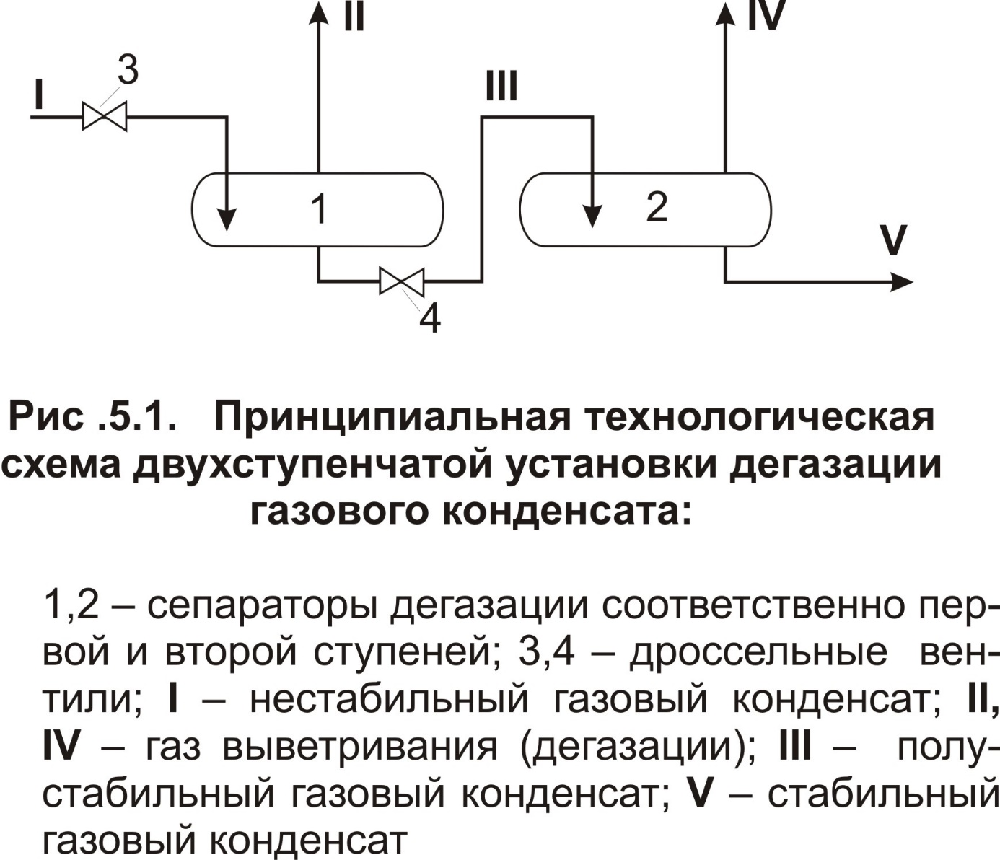 II
IV
3
I
III
1
2
V
4
Рис .5.1. Принципиальная технологическая
схема двухступенчатой установки дегазации
газового конденсата:
1,2 – сепараторы дегазации соответственно пер-
вой и второй ступеней; 3,4 – дроссельные вен-
тили; I – нестабильный газовый конденсат; II,
IV – газ выветривания (дегазации); III – полу-
стабильный газовый конденсат; V – стабильный
газовый конденсат